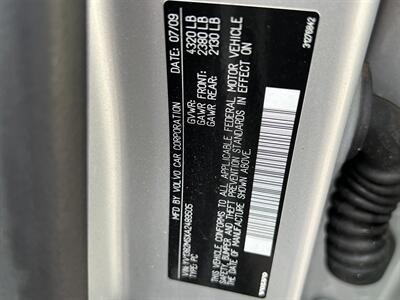 MFD BY VOLVO CAR CORPORATION 07/09
GVWR: 4320 LB
GAWR FRONT: 2380 LB
GAWR REAR: 2130 LB
THIS VEHICLE CONFORMS TO ALL APPLICABLE FEDERAL MOTOR VEHICLE
SAFETY, BUMPER AND THEFT PREVENTION STANDARDS IN EFFECT ON
THE DATE OF MANUFACTURE SHOWN ABOVE.
TYPE: PC
31276842